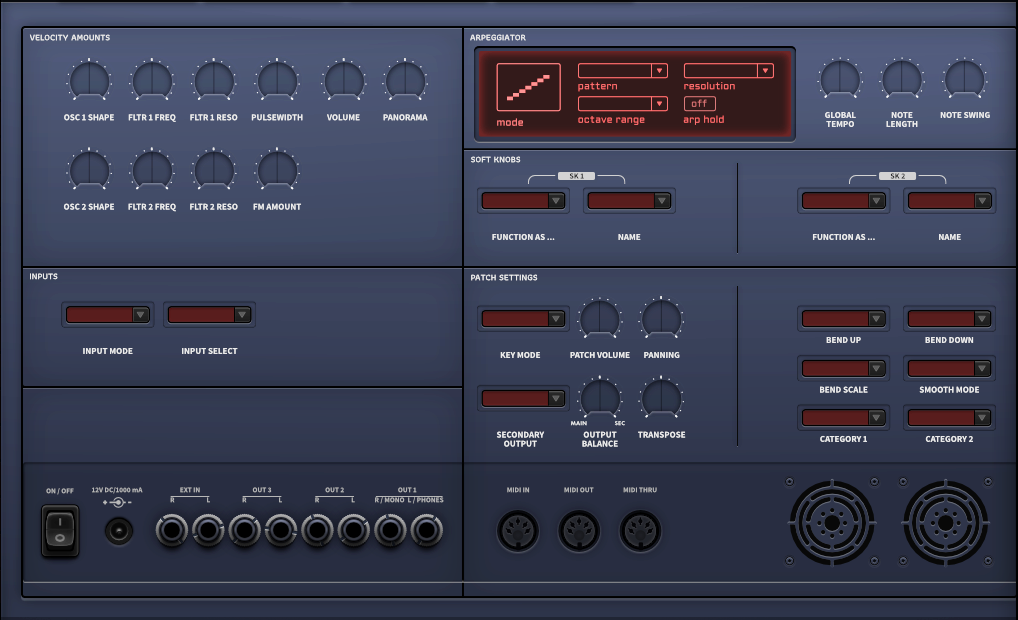 VELOCITY AMOUNTS
OSC 1 SHAPE FLTR 1 FREQ FLTR 1 RESO PULSEWIDTH VOLUME PANORAMA
OSC 2 SHAPE FLTR 2 FREQ FLTR 2 RESO FM AMOUNT
ARPEGGIATOR
pattern resolution
off
mode octave range arp hold
GLOBAL
TEMPO
NOTE
LENGTH
NOTE SWING
SOFT KNOBS
SK 1 SK 2
FUNCTION AS ... NAME FUNCTION AS ... NAME
INPUTS
INPUT MODE INPUT SELECT
PATCH SETTINGS
KEY MODE PATCH VOLUME PANNING
MAIN SEC
SECONDARY
OUTPUT
OUTPUT
BALANCE
TRANSPOSE
BEND UP BEND DOWN
BEND SCALE SMOOTH MODE
CATEGORY 1 CATEGORY 2
ON / OFF 12V DC/1000 mA EXT IN OUT 3 OUT 2 OUT 1
R L R L R L R / MONO L / PHONES
MIDI IN MIDI OUT MIDI THRU